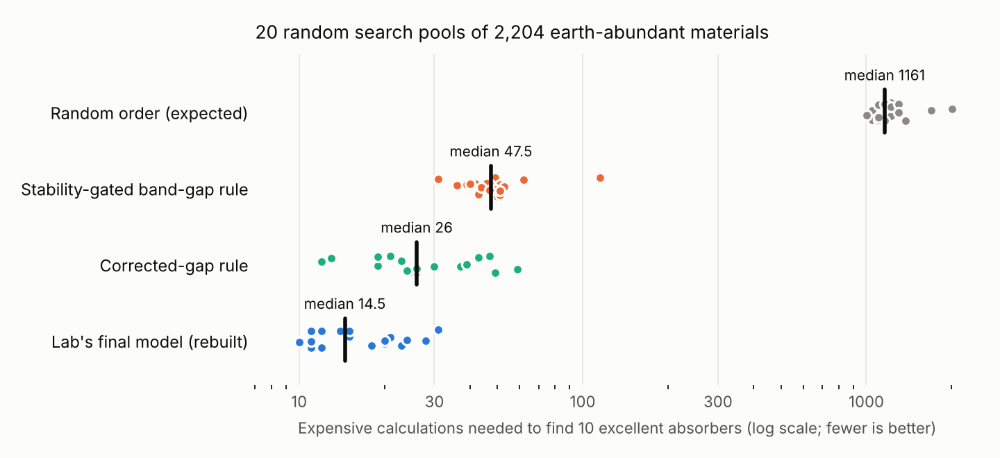 20 random search pools of 2,204 earth-abundant materials
median 1161
Random order (expected)
median 47.5
Stability-gated band-gap rule
median 26
Corrected-gap rule
median 14.5
Lab's final model (rebuilt)
10 30 100 300 1000
Expensive calculations needed to find 10 excellent absorbers (log scale; fewer is better)